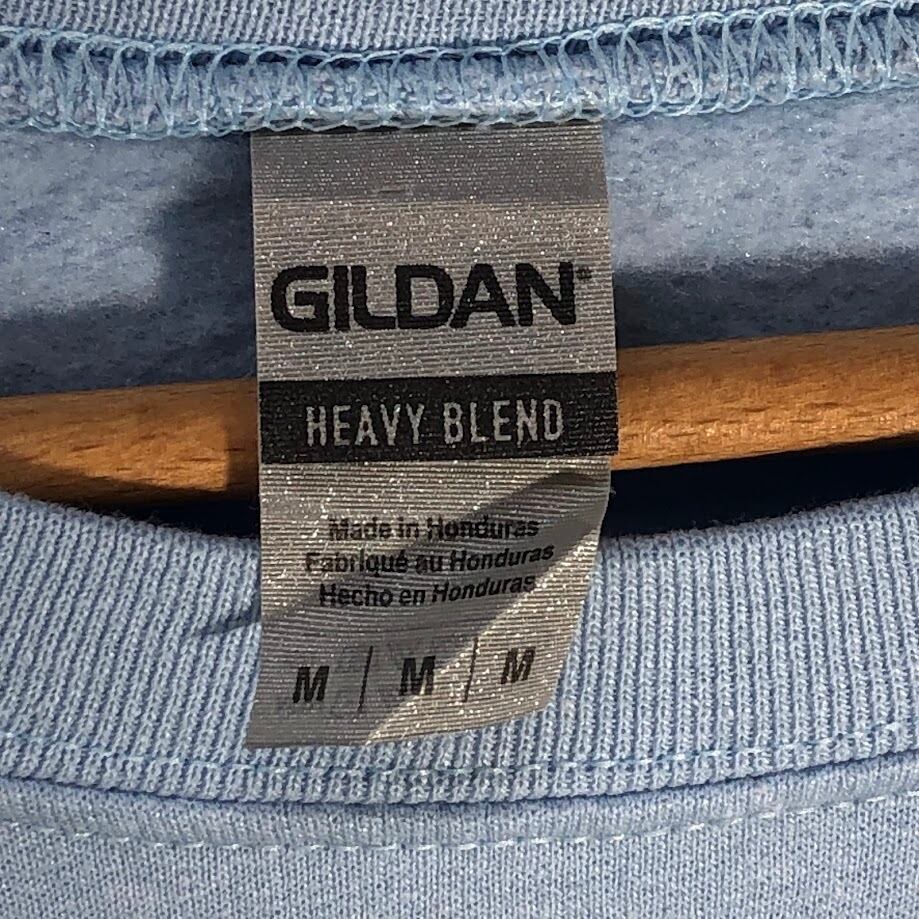 GILDAN®
HEAVY BLEND
Made in Honduras
Fabriqué au Honduras
Hecho en Honduras
M / M / M